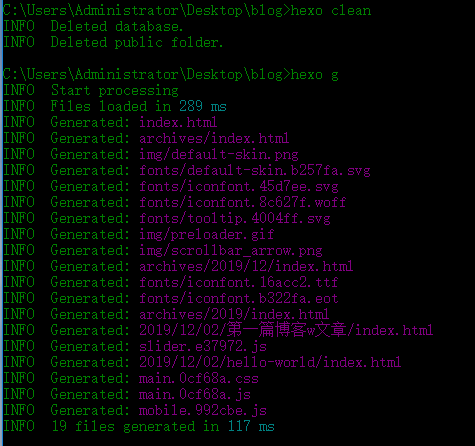 C:\Users\Administrator\Desktop\blog>hexo clean
INFO  Deleted database.
INFO  Deleted public folder.

C:\Users\Administrator\Desktop\blog>hexo g
INFO  Start processing
INFO  Files loaded in 289 ms
INFO  Generated: index.html
INFO  Generated: archives/index.html
INFO  Generated: img/default-skin.png
INFO  Generated: fonts/default-skin.b257fa.svg
INFO  Generated: fonts/iconfont.45d7ee.svg
INFO  Generated: fonts/iconfont.8c627f.woff
INFO  Generated: fonts/tooltip.4004ff.svg
INFO  Generated: img/preloader.gif
INFO  Generated: img/scrollbar_arrow.png
INFO  Generated: archives/2019/12/index.html
INFO  Generated: fonts/iconfont.16acc2.ttf
INFO  Generated: fonts/iconfont.b322fa.eot
INFO  Generated: archives/2019/index.html
INFO  Generated: 2019/12/02/第一篇博客w文章/index.html
INFO  Generated: slider.e37972.js
INFO  Generated: 2019/12/02/hello-world/index.html
INFO  Generated: main.0cf68a.css
INFO  Generated: main.0cf68a.js
INFO  Generated: mobile.992cbe.js
INFO  19 files generated in 117 ms